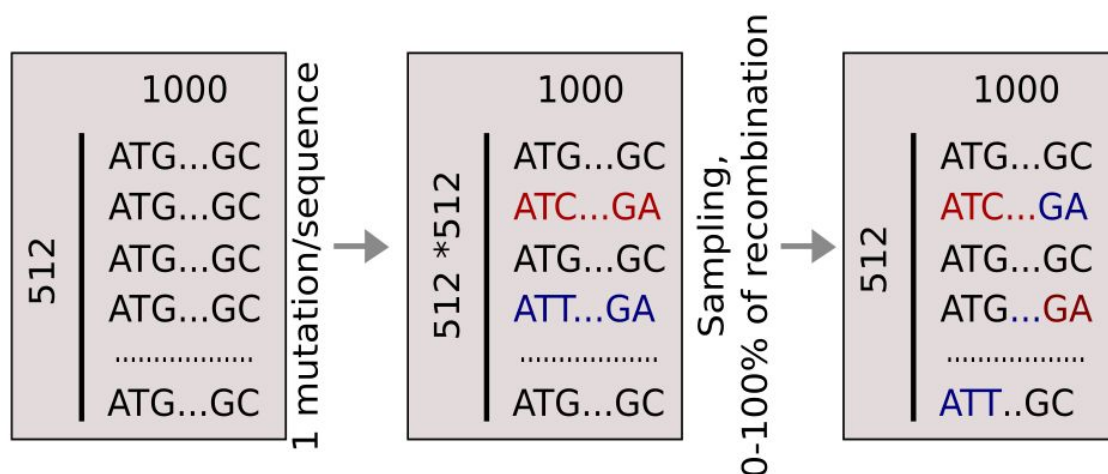 1000
512
ATG...GC
ATG...GC
ATG...GC
ATG...GC
..................
ATG...GC
1 mutation/sequence
1000
512 *512
ATG...GC
ATC...GA
ATG...GC
ATT...GA
..................
ATG...GC
Sampling,
0-100% of recombination
1000
512
ATG...GC
ATC...GA
ATG...GC
ATG...GA
..................
ATT..GC